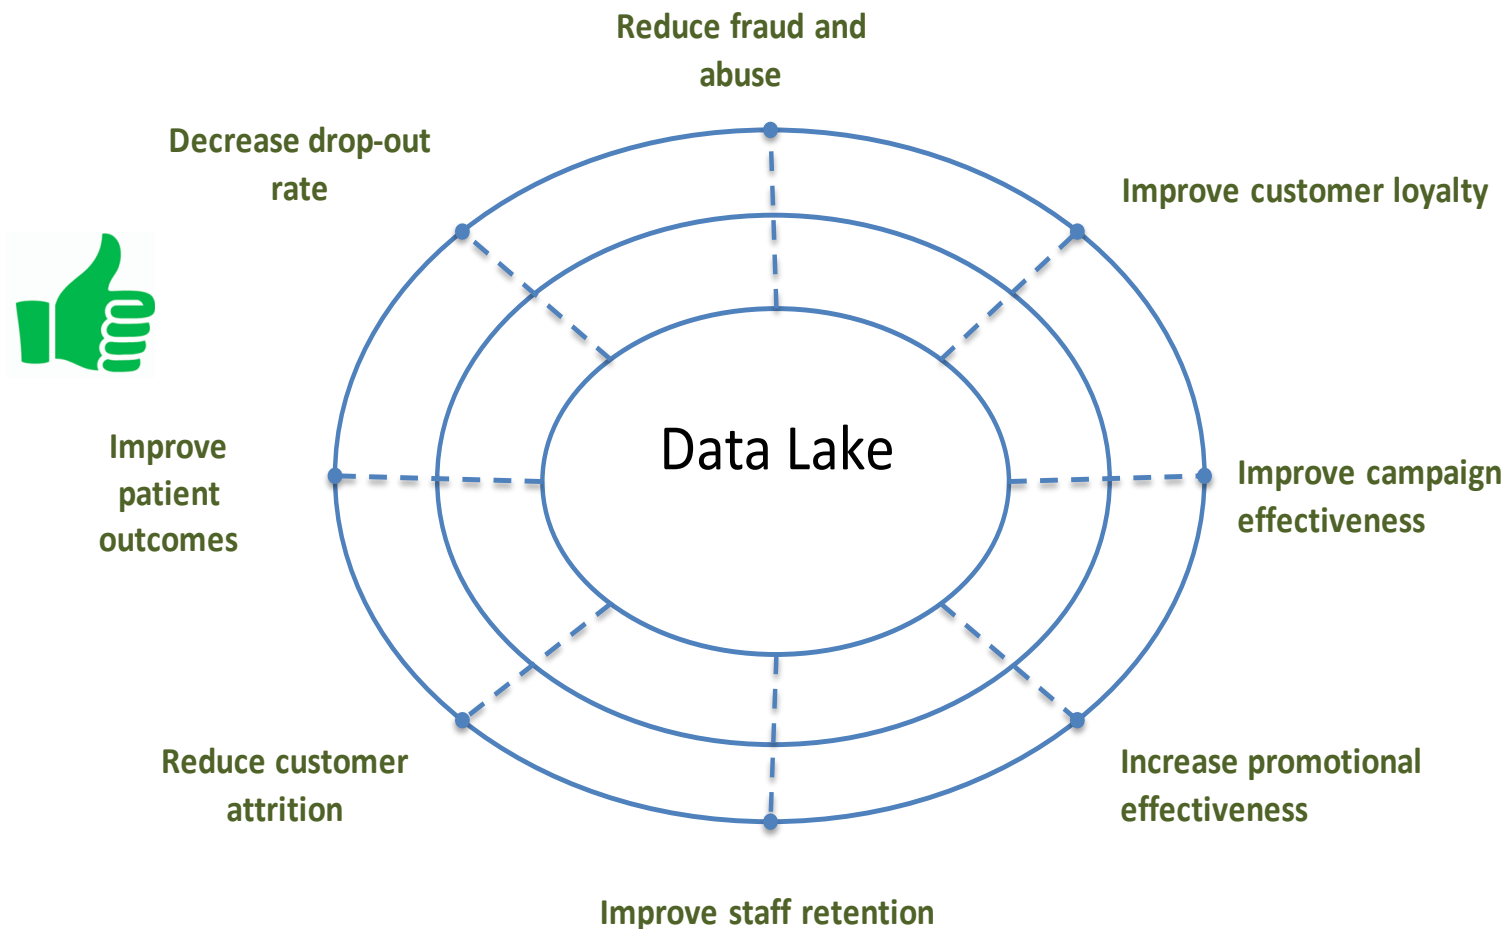 Reduce fraud and
abuse
Decrease drop-out
rate
Improve customer loyalty
Data Lake
Improve
patient
outcomes
Improve campaign
effectiveness
Reduce customer
attrition
Increase promotional
effectiveness
Improve staff retention